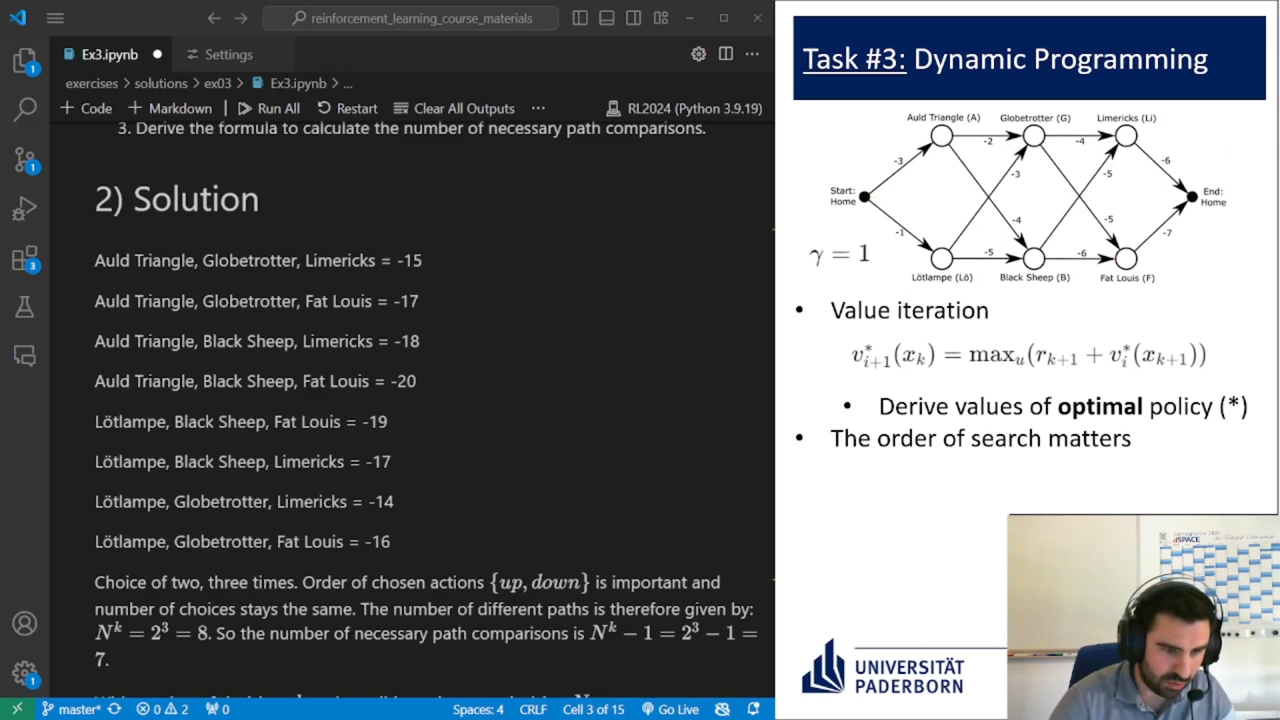 reinforcement_learning_course_materials
Ex3.ipynb
Settings
exercises > solutions > ex03 > Ex3.ipynb > ...
+ Code + Markdown Run All Restart Clear All Outputs ... RL2024 (Python 3.9.19)
3. Derive the formula to calculate the number of necessary path comparisons.
2) Solution
Auld Triangle, Globetrotter, Limericks = -15
Auld Triangle, Globetrotter, Fat Louis = -17
Auld Triangle, Black Sheep, Limericks = -18
Auld Triangle, Black Sheep, Fat Louis = -20
Lötlampe, Black Sheep, Fat Louis = -19
Lötlampe, Black Sheep, Limericks = -17
Lötlampe, Globetrotter, Limericks = -14
Lötlampe, Globetrotter, Fat Louis = -16
Choice of two, three times. Order of chosen actions {up, down} is important and
number of choices stays the same. The number of different paths is therefore given by:
N^k = 2^3 = 8. So the number of necessary path comparisons is N^k − 1 = 2^3 − 1 =
7.
1
1
3
1
master* 0 2 0
Spaces: 4 CRLF Cell 3 of 15 Go Live
Task #3: Dynamic Programming
Auld Triangle (A) Globetrotter (G) Limericks (Li)
-2 -4
-3 -3 -5 -6
Start:
Home
End:
Home
-1 -4 -5 -7
-5 -6
Lötlampe (Lö) Black Sheep (B) Fat Louis (F)
γ = 1
• Value iteration
v*_{i+1}(x_k) = max_u(r_{k+1} + v*_i(x_{k+1}))
• Derive values of optimal policy (*)
• The order of search matters
dSPACE
UNIVERSITÄT
PADERBORN